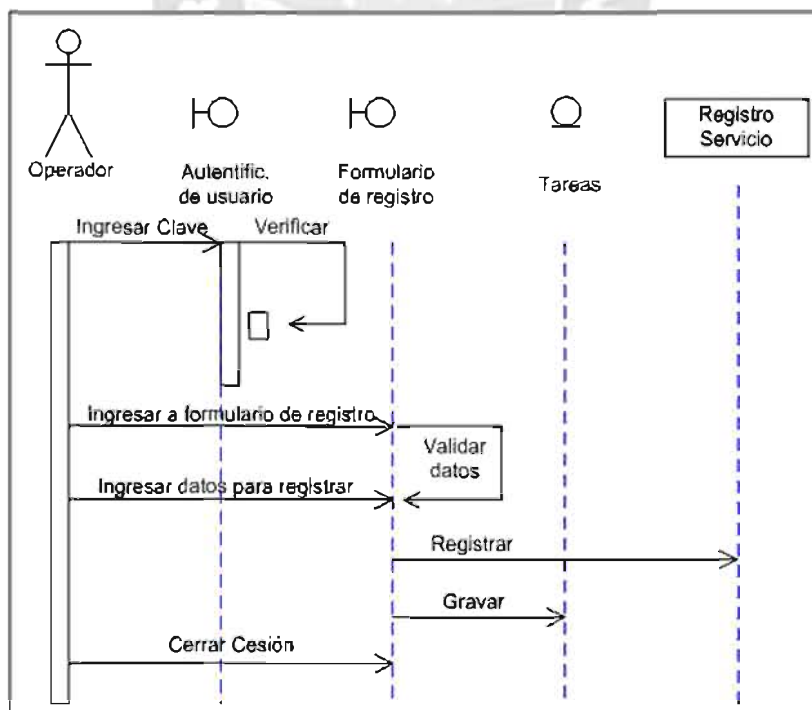 Operador
Autentific.
de usuario
Formulario
de registro
Tareas
Registro
Servicio
Ingresar Clave
Verificar
Ingresar a formulario de registro
Validar
datos
Ingresar datos para registrar
Registrar
Gravar
Cerrar Cesión